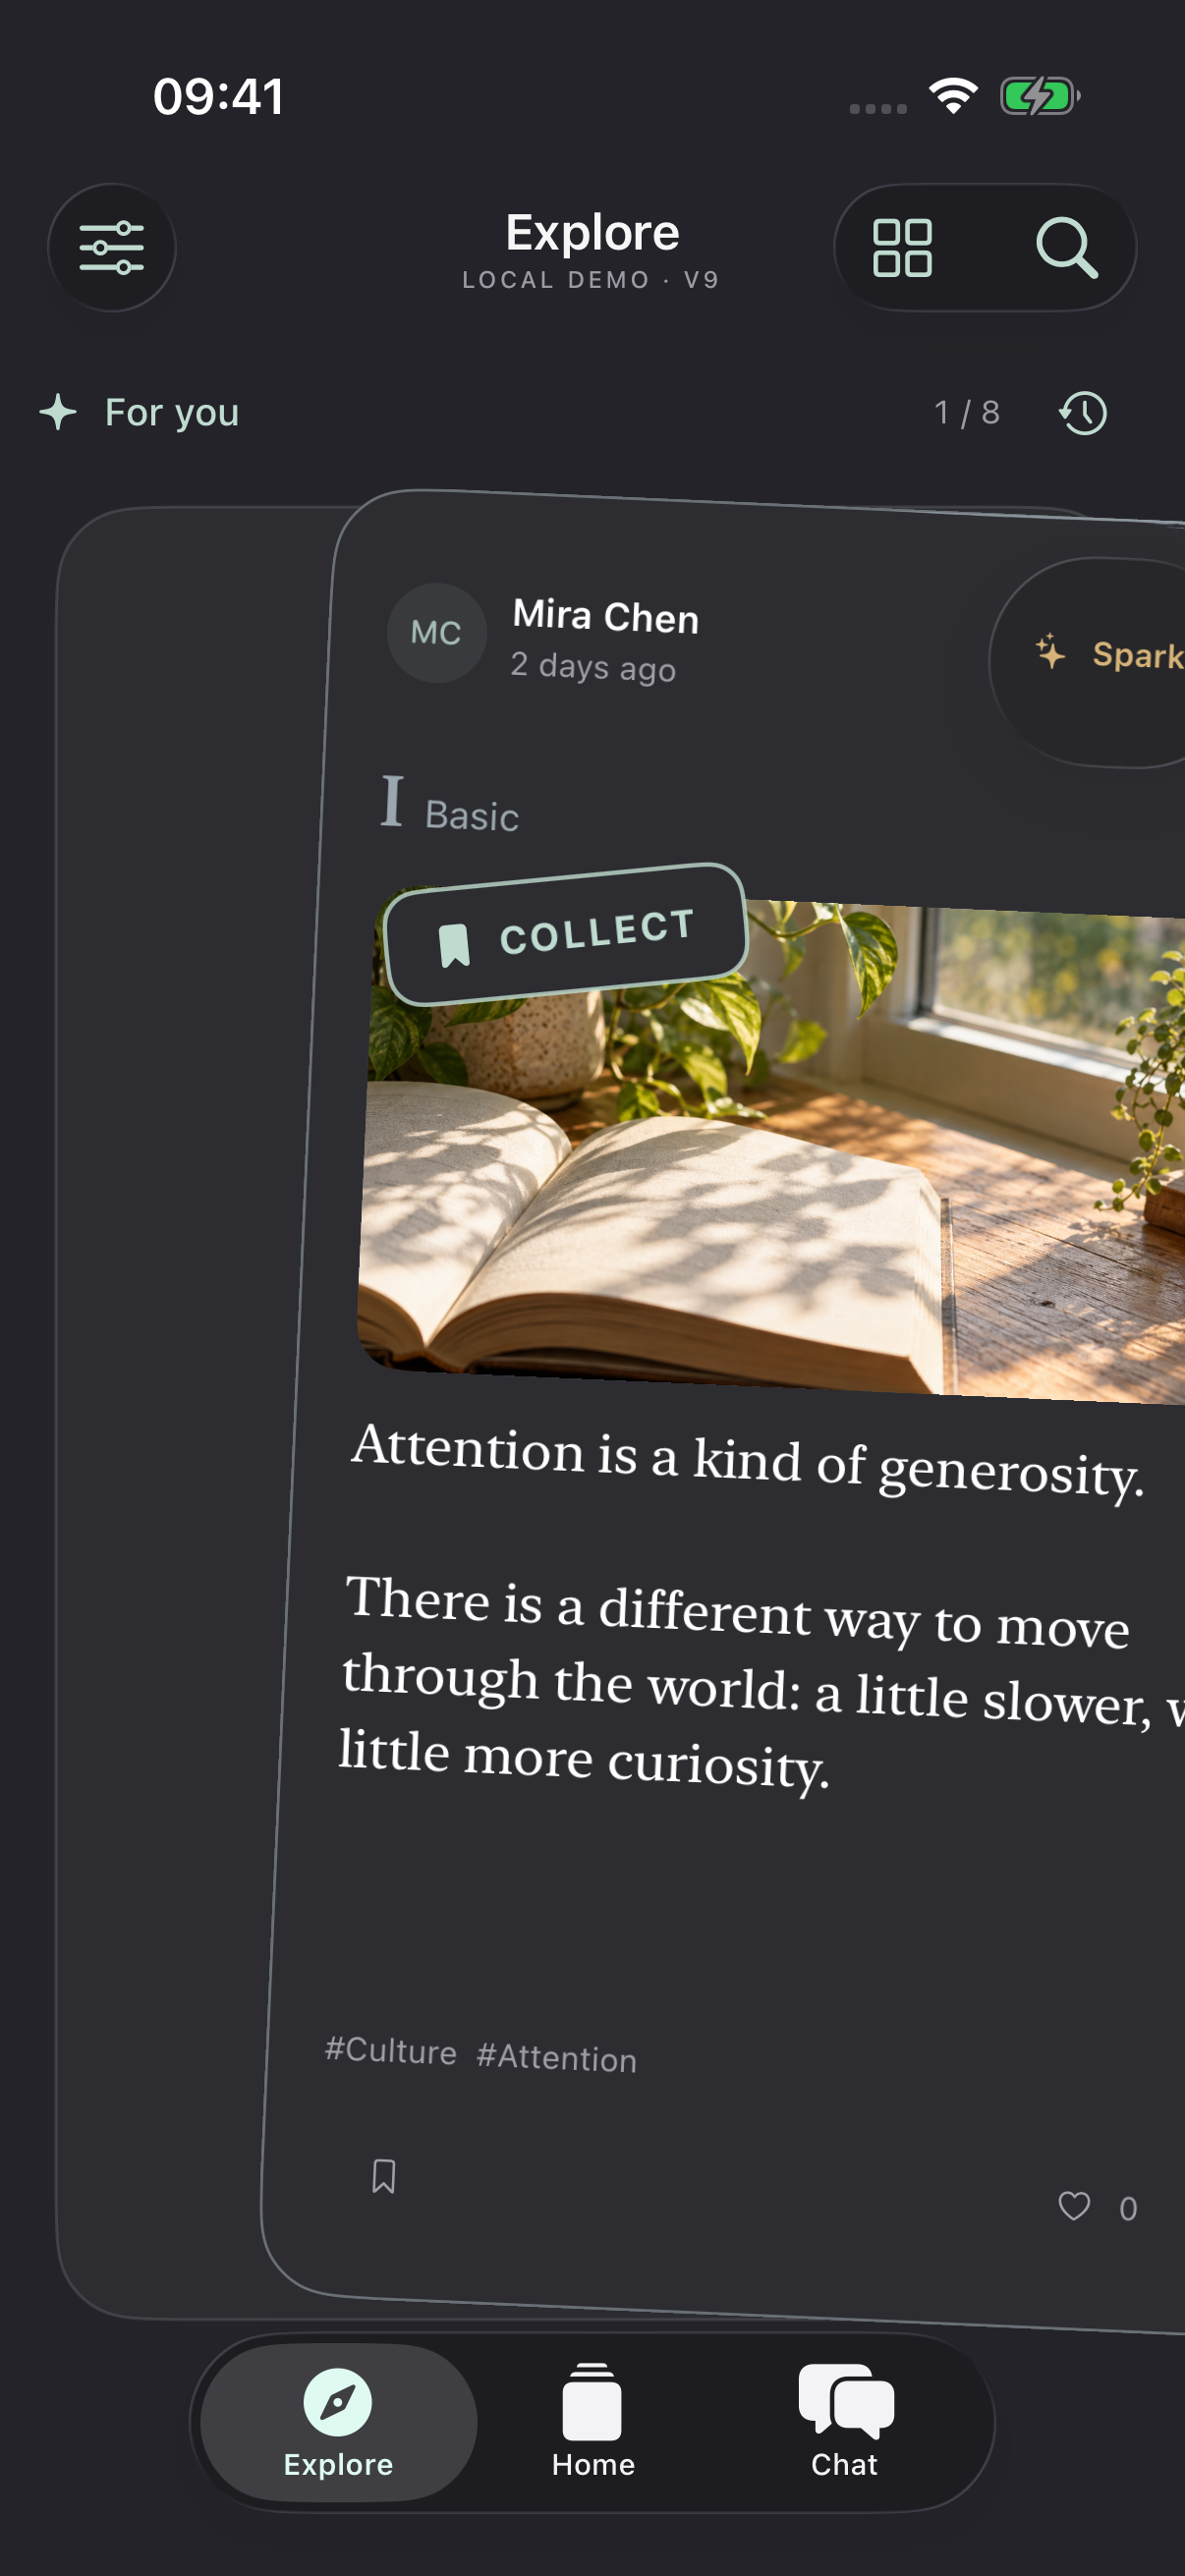 09:41
Explore
LOCAL DEMO · V9
For you
1 / 8
MC
Mira Chen
2 days ago
Spark
I Basic
COLLECT
Attention is a kind of generosity.
There is a different way to move
through the world: a little slower,
little more curiosity.
#Culture #Attention
0
Explore
Home
Chat